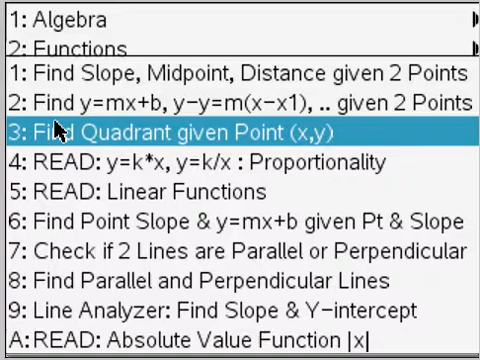 1: Algebra
2: Functions
1: Find Slope, Midpoint, Distance given 2 Points
2: Find y=mx+b, y-y=m(x-x1), .. given 2 Points
3: Find Quadrant given Point (x,y)
4: READ: y=k*x, y=k/x : Proportionality
5: READ: Linear Functions
6: Find Point Slope & y=mx+b given Pt & Slope
7: Check if 2 Lines are Parallel or Perpendicular
8: Find Parallel and Perpendicular Lines
9: Line Analyzer: Find Slope & Y-intercept
A: READ: Absolute Value Function |x|